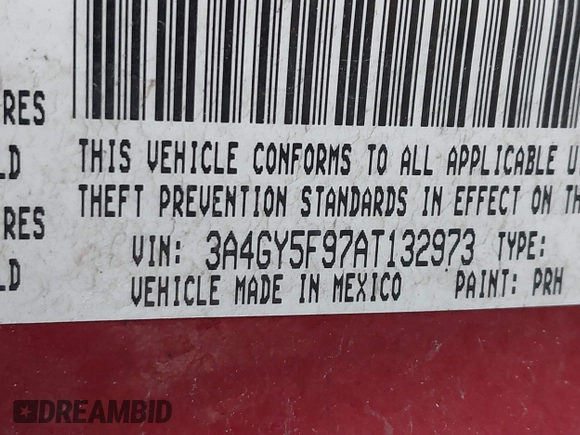 RES
LD
RES
LD
THIS VEHICLE CONFORMS TO ALL APPLICABLE U
THEFT PREVENTION STANDARDS IN EFFECT ON TH
VIN: 3A4GY5F97AT132973 TYPE:
VEHICLE MADE IN MEXICO PAINT: PRH
DREAMBID